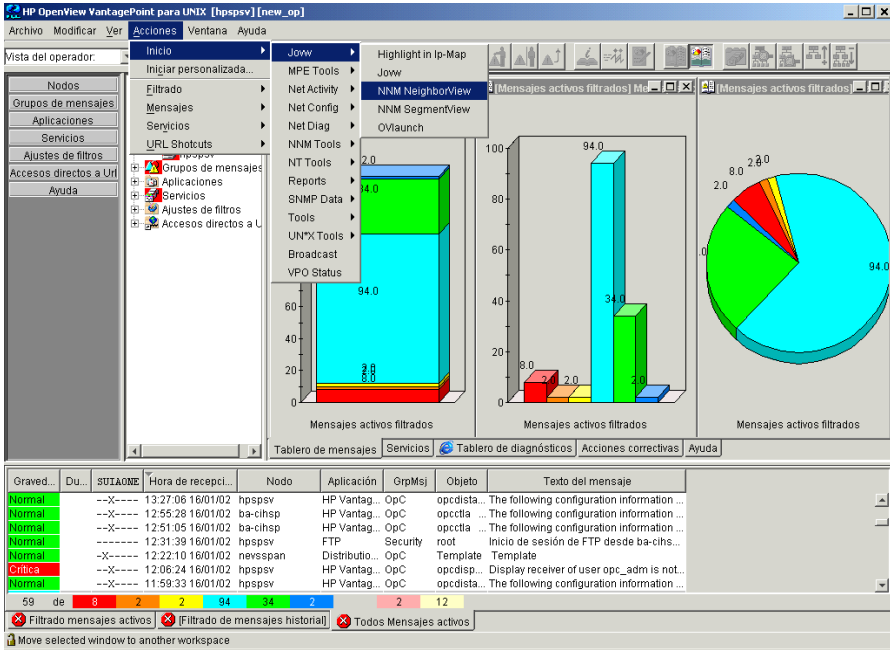 HP OpenView VantagePoint para UNIX [hpspsv] [new_op]
Archivo Modificar Ver Acciones Ventana Ayuda
Vista del operador:
Inicio
Iniciar personalizada...
Filtrado
Mensajes
Servicios
URL Shotcuts
Jovw
MPE Tools
Net Activity
Net Config
Net Diag
NNM Tools
NT Tools
Reports
SNMP Data
Tools
UN*X Tools
Broadcast
VPO Status
Highlight in Ip-Map
Jovw
NNM NeighborView
NNM SegmentView
OVlaunch
Nodos
Grupos de mensajes
Aplicaciones
Servicios
Ajustes de filtros
Accesos directos a Url
Ayuda
hpspsv
Grupos de mensajes
Aplicaciones
Servicios
Ajustes de filtros
Accesos directos a U
[Mensajes activos filtrados] Me...
[Mensajes activos filtrados]...
2.0
34.0
94.0
2.0
8.0
60
40
20
0
Mensajes activos filtrados
100
80
60
40
20
0
8.0
2.0
2.0
94.0
34.0
2.0
Mensajes activos filtrados
2.0
8.0
2.0
94.0
Mensajes activos filtrados
Tablero de mensajes Servicios Tablero de diagnósticos Acciones correctivas Ayuda
Graved... Du... SUIAONE Hora de recepci... Nodo Aplicación GrpMsj Objeto Texto del mensaje
Normal --X---- 13:27:06 16/01/02 hpspsv HP Vantag... OpC opcdista... The following configuration information ...
Normal --X---- 12:55:28 16/01/02 ba-cihsp HP Vantag... OpC opcctla ... The following configuration information ...
Normal --X---- 12:51:05 16/01/02 ba-cihsp HP Vantag... OpC opcctla ... The following configuration information ...
Normal ------- 12:31:39 16/01/02 hpspsv FTP Security root Inicio de sesión de FTP desde ba-cihs...
Normal -X----- 12:22:10 16/01/02 nevsspan Distributio... OpC Template Template
Crítica --X---- 12:06:24 16/01/02 hpspsv HP Vantag... OpC opcdisp... Display receiver of user opc_adm is not...
Normal --X---- 11:59:33 16/01/02 hpspsv HP Vantag... OpC opcdista... The following configuration information ...
59 de 8 2 2 94 34 2 2 12
Filtrado mensajes activos [Filtrado de mensajes historial] Todos Mensajes activos
Move selected window to another workspace